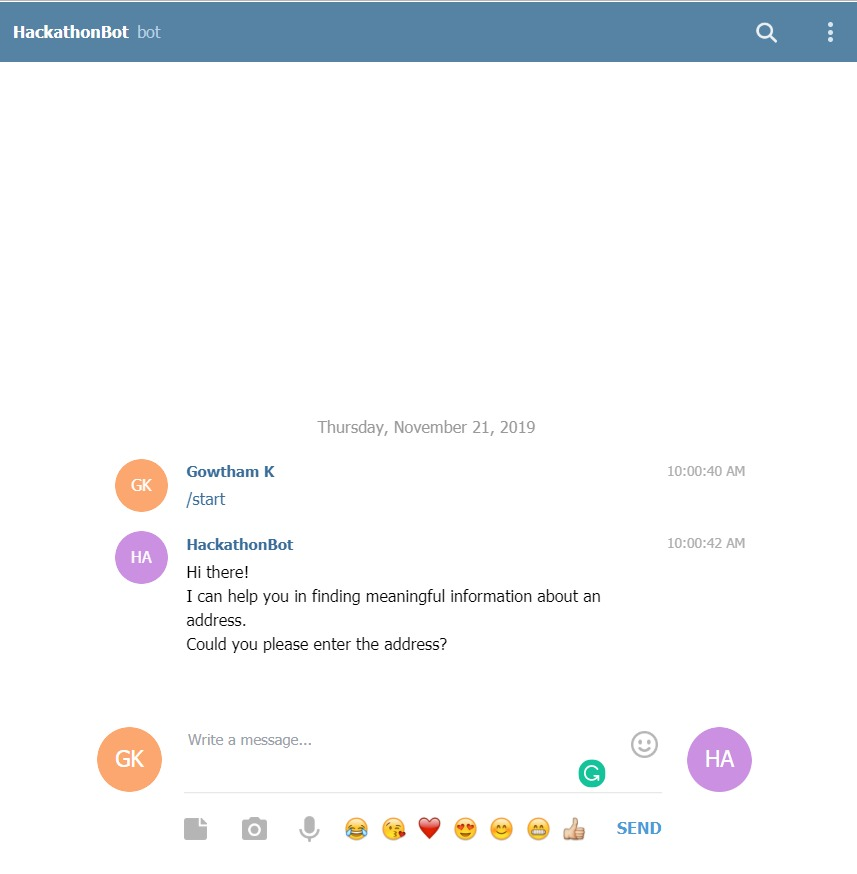 HackathonBot bot
Thursday, November 21, 2019
GK
Gowtham K 10:00:40 AM
/start
HA
HackathonBot 10:00:42 AM
Hi there!
I can help you in finding meaningful information about an
address.
Could you please enter the address?
GK
Write a message...
HA
SEND